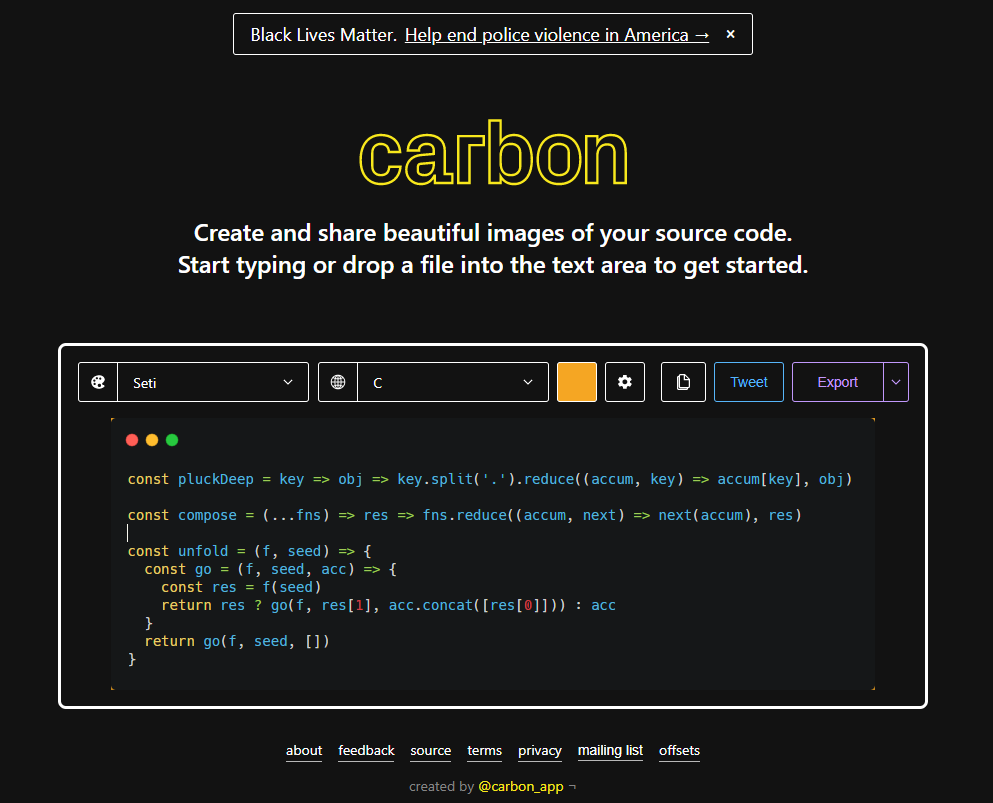 Black Lives Matter. Help end police violence in America → ×
carbon
Create and share beautiful images of your source code.
Start typing or drop a file into the text area to get started.
Seti C Tweet Export
const pluckDeep = key => obj => key.split('.').reduce((accum, key) => accum[key], obj)
const compose = (...fns) => res => fns.reduce((accum, next) => next(accum), res)
const unfold = (f, seed) => {
  const go = (f, seed, acc) => {
    const res = f(seed)
    return res ? go(f, res[1], acc.concat([res[0]])) : acc
  }
  return go(f, seed, [])
}
about feedback source terms privacy mailing list offsets
created by @carbon_app ¬